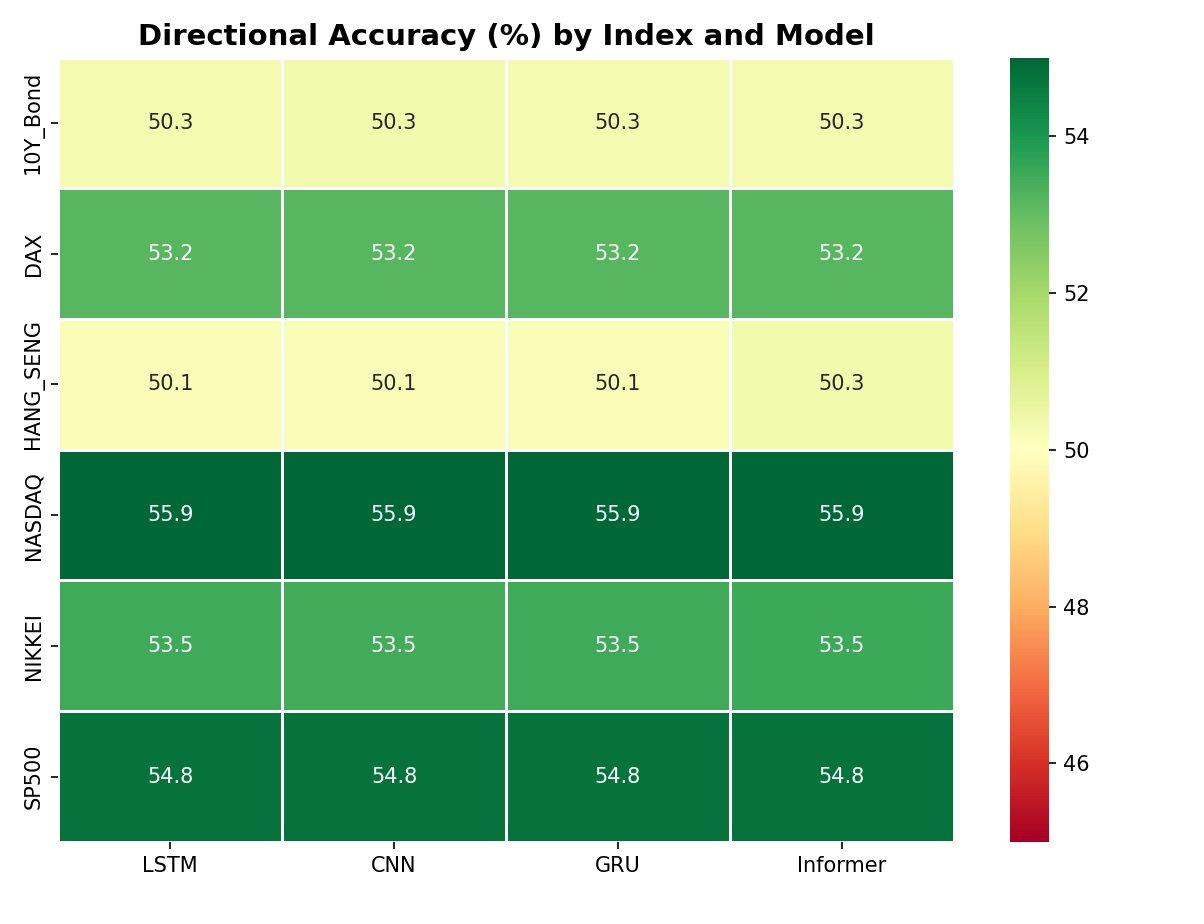 Directional Accuracy (%) by Index and Model
10Y_Bond 50.3 50.3 50.3 50.3
DAX 53.2 53.2 53.2 53.2
HANG_SENG 50.1 50.1 50.1 50.3
NASDAQ 55.9 55.9 55.9 55.9
NIKKEI 53.5 53.5 53.5 53.5
SP500 54.8 54.8 54.8 54.8
LSTM CNN GRU Informer
54
52
50
48
46